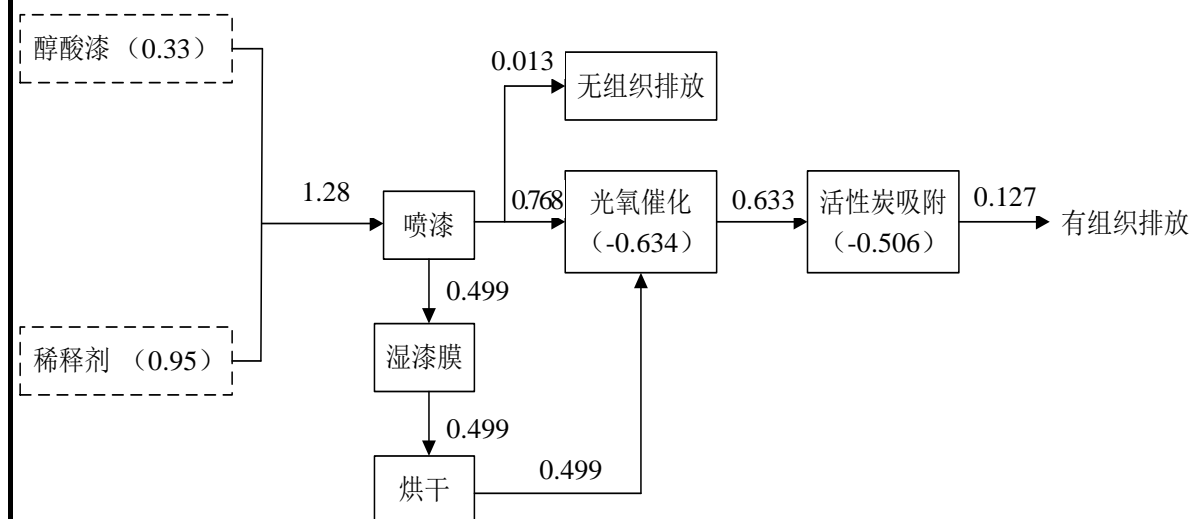 醇酸漆 （0.33）
0.013
无组织排放
1.28
喷漆
0.768
光氧催化
（-0.634）
0.633
活性炭吸附
（-0.506）
0.127
有组织排放
0.499
湿漆膜
稀释剂 （0.95）
0.499
烘干
0.499